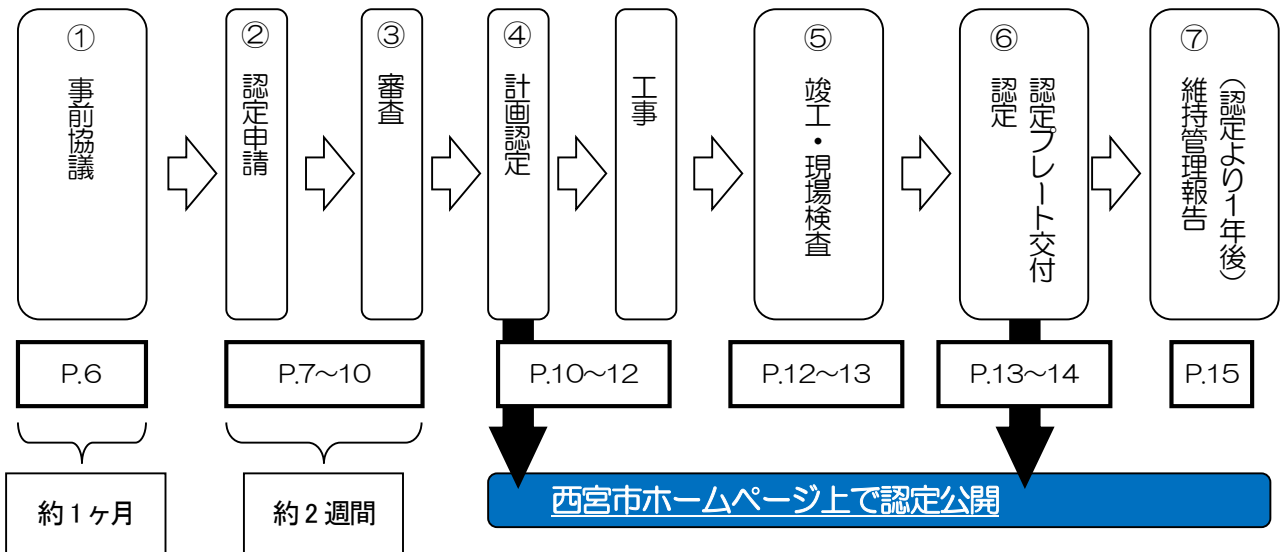 ①
事前協議
②
認定申請
③
審査
④
計画認定
工事
⑤
竣工・現場検査
⑥
認定プレート交付
認定
⑦
(認定より1年後)
維持管理報告
P.6
P.7~10
P.10~12
P.12~13
P.13~14
P.15
約1ヶ月
約2週間
西宮市ホームページ上で認定公開